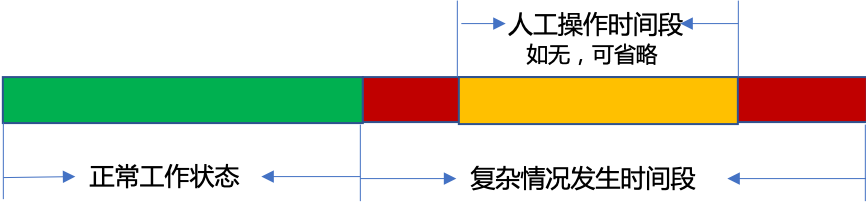 人工操作时间段
如无，可省略
正常工作状态
复杂情况发生时间段